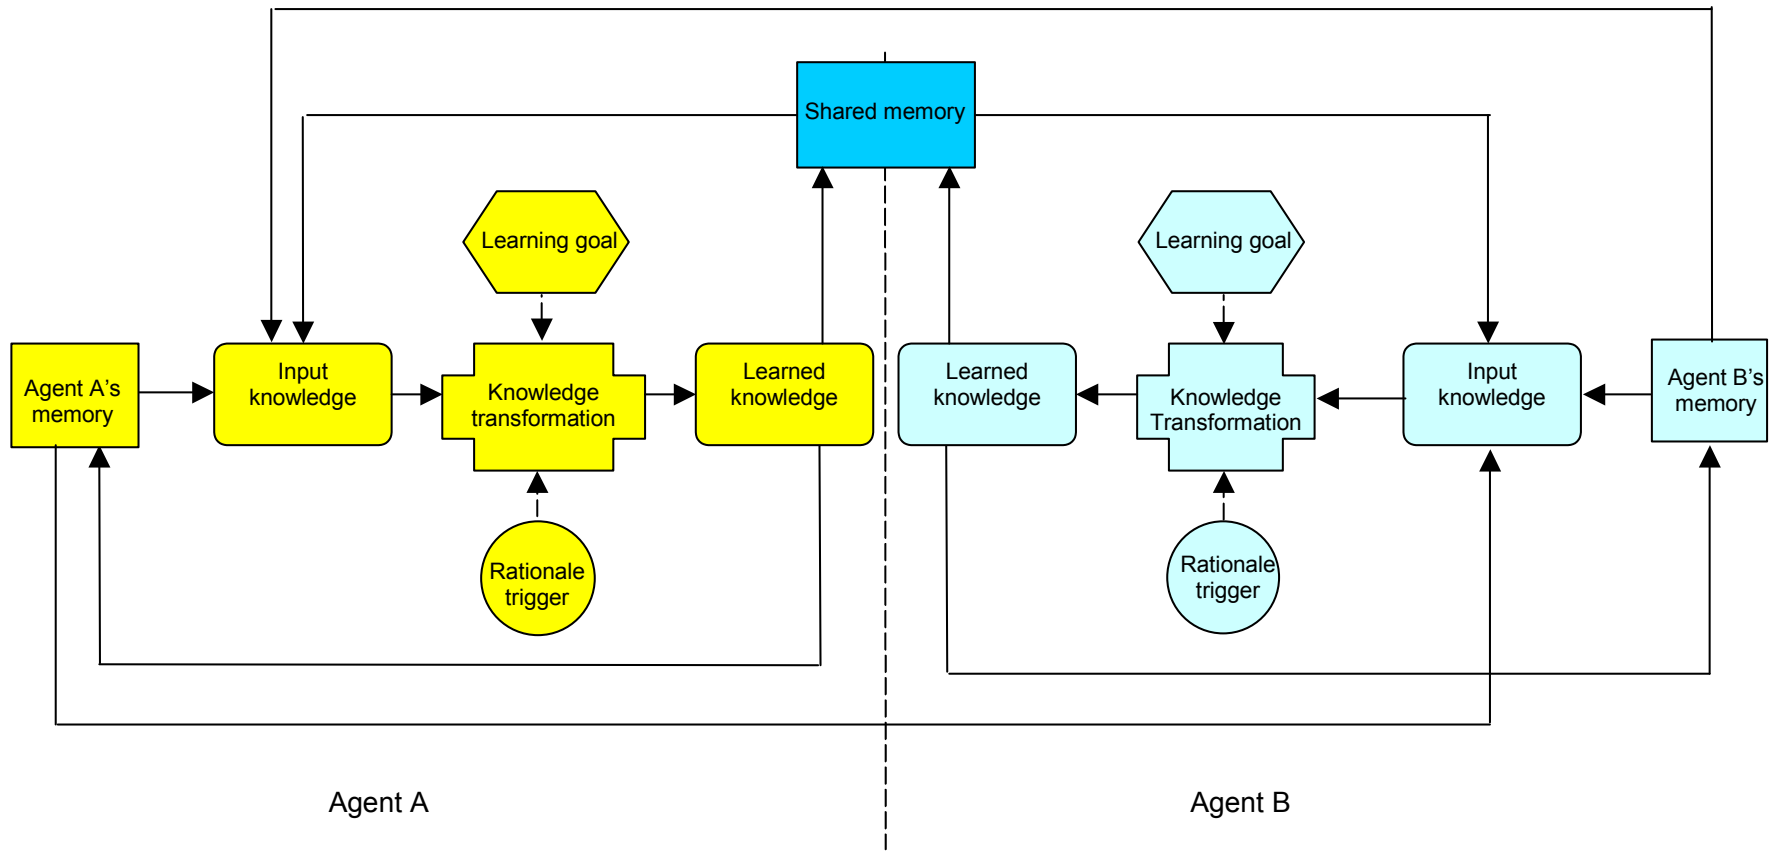 Shared memory
Learning goal
Learning goal
Agent A’s
memory
Input
knowledge
Knowledge
transformation
Learned
knowledge
Learned
knowledge
Knowledge
Transformation
Input
knowledge
Agent B’s
memory
Rationale
trigger
Rationale
trigger
Agent A
Agent B